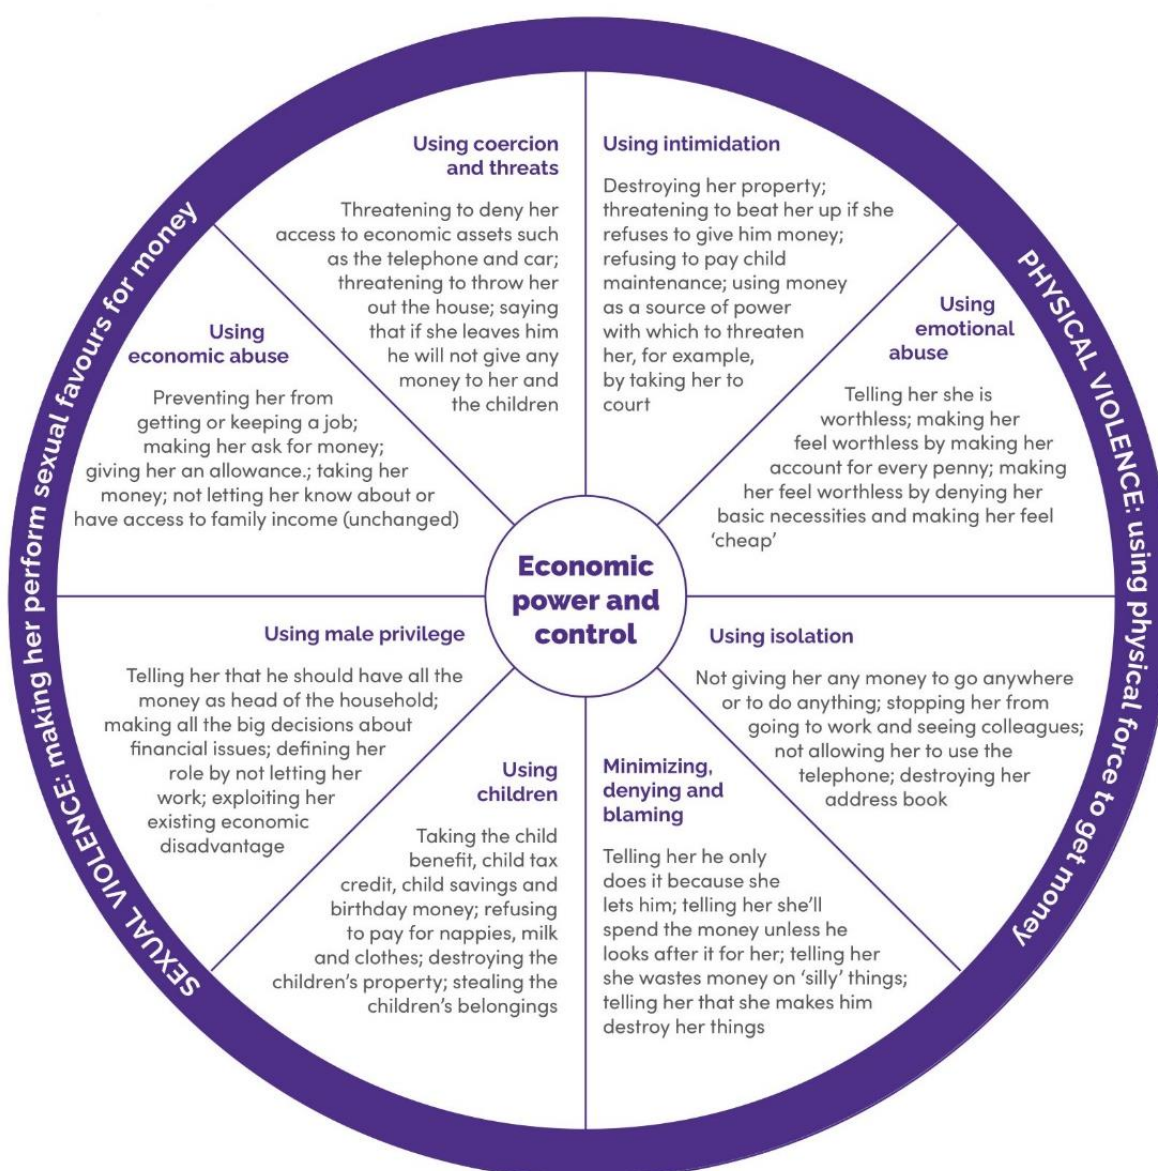 Using coercion
and threats
Threatening to deny her
access to economic assets such
as the telephone and car;
threatening to throw her
out the house; saying
that if she leaves him
he will not give any
money to her and
the children
Using intimidation
Destroying her property;
threatening to beat her up if she
refuses to give him money;
refusing to pay child
maintenance; using money
as a source of power
with which to threaten
her, for example,
by taking her to
court
Using
emotional
abuse
Telling her she is
worthless; making her
feel worthless by making her
account for every penny; making
her feel worthless by denying her
basic necessities and making her feel
‘cheap’
Using isolation
Not giving her any money to go anywhere
or to do anything; stopping her from
going to work and seeing colleagues;
not allowing her to use the
telephone; destroying her
address book
Minimizing,
denying and
blaming
Telling her he only
does it because she
lets him; telling her she’ll
spend the money unless he
looks after it for her; telling her
she wastes money on ‘silly’ things;
telling her that she makes him
destroy her things
Using
children
Taking the child
benefit, child tax
credit, child savings and
birthday money; refusing
to pay for nappies, milk
and clothes; destroying the
children’s property; stealing the
children’s belongings
Using male privilege
Telling her that he should have all the
money as head of the household;
making all the big decisions about
financial issues; defining her
role by not letting her
work; exploiting her
existing economic
disadvantage
Using
economic abuse
Preventing her from
getting or keeping a job;
making her ask for money;
giving her an allowance.; taking her
money; not letting her know about or
have access to family income (unchanged)
Economic
power and
control
SEXUAL VIOLENCE: making her perform sexual favours for money
PHYSICAL VIOLENCE: using physical force to get money